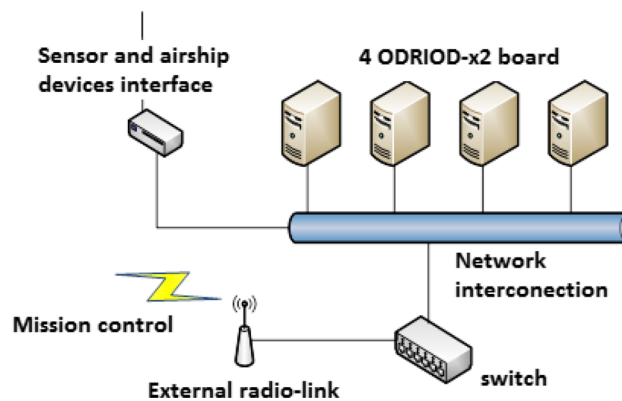 Sensor and airship
devices interface
4 ODRIOD-x2 board
Network
interconection
Mission control
External radio-link
switch